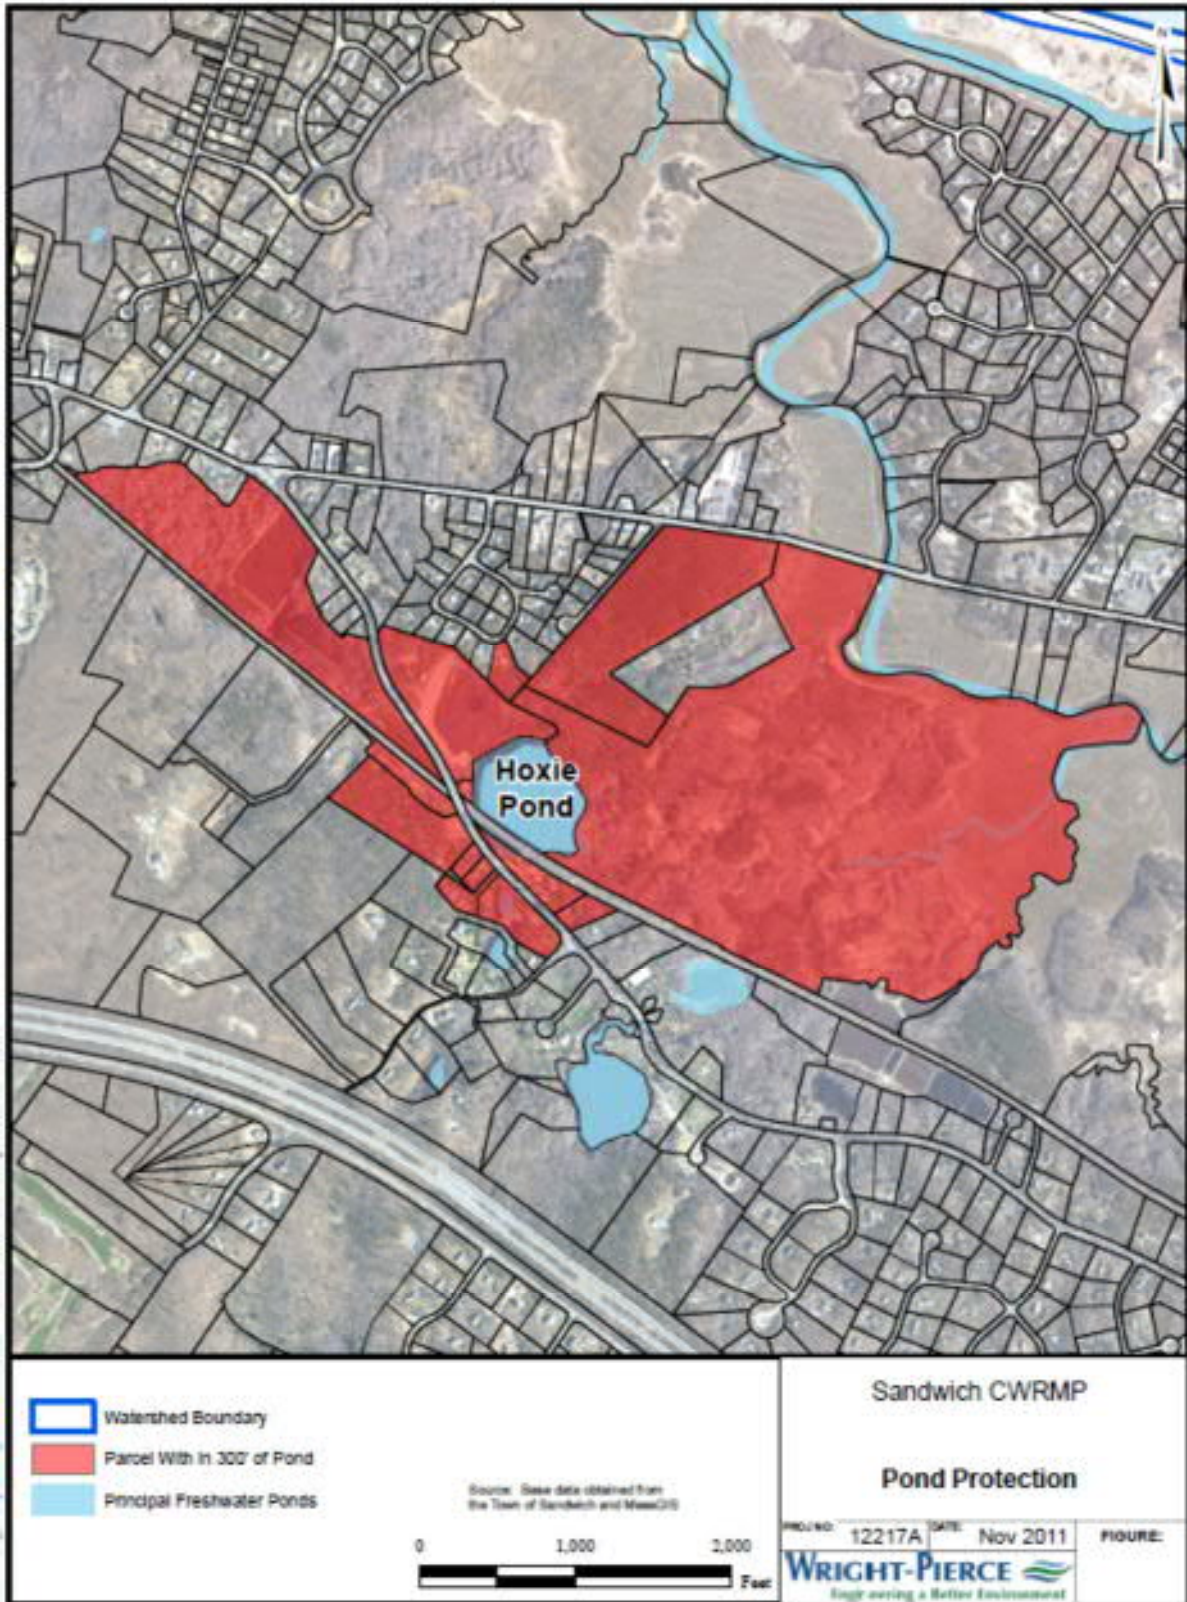 N
Hoxie
Pond
Watershed Boundary
Parcel With In 300' of Pond
Principal Freshwater Ponds
Source: Base data obtained from
the Town of Sandwich and MassGIS
0 1,000 2,000
Feet
Sandwich CWRMP
Pond Protection
PROJ NO: 12217A DATE: Nov 2011 FIGURE:
WRIGHT-PIERCE
Engineering a Better Environment